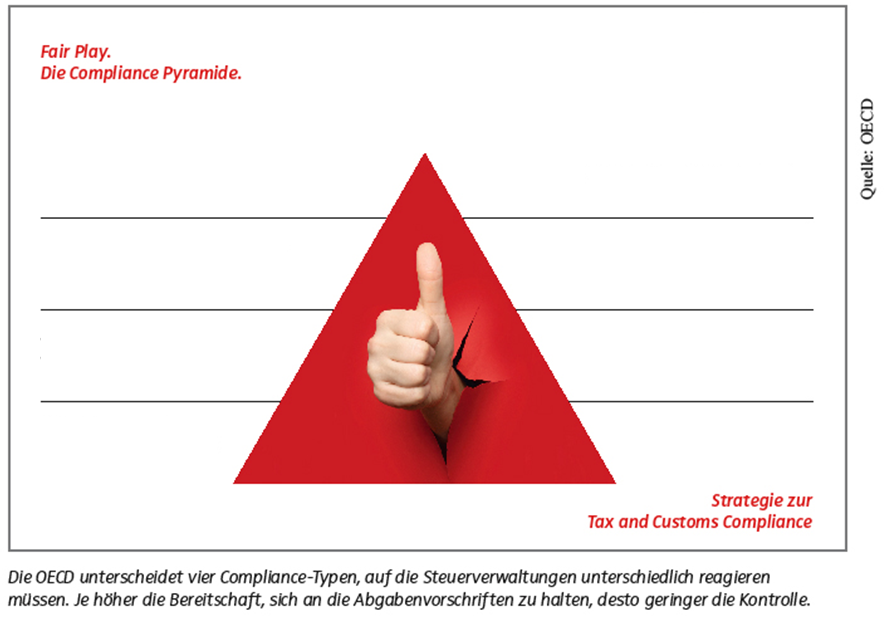 Fair Play.
Die Compliance Pyramide.
Quelle: OECD
Strategie zur
Tax and Customs Compliance
Die OECD unterscheidet vier Compliance-Typen, auf die Steuerverwaltungen unterschiedlich reagieren
müssen. Je höher die Bereitschaft, sich an die Abgabenvorschriften zu halten, desto geringer die Kontrolle.